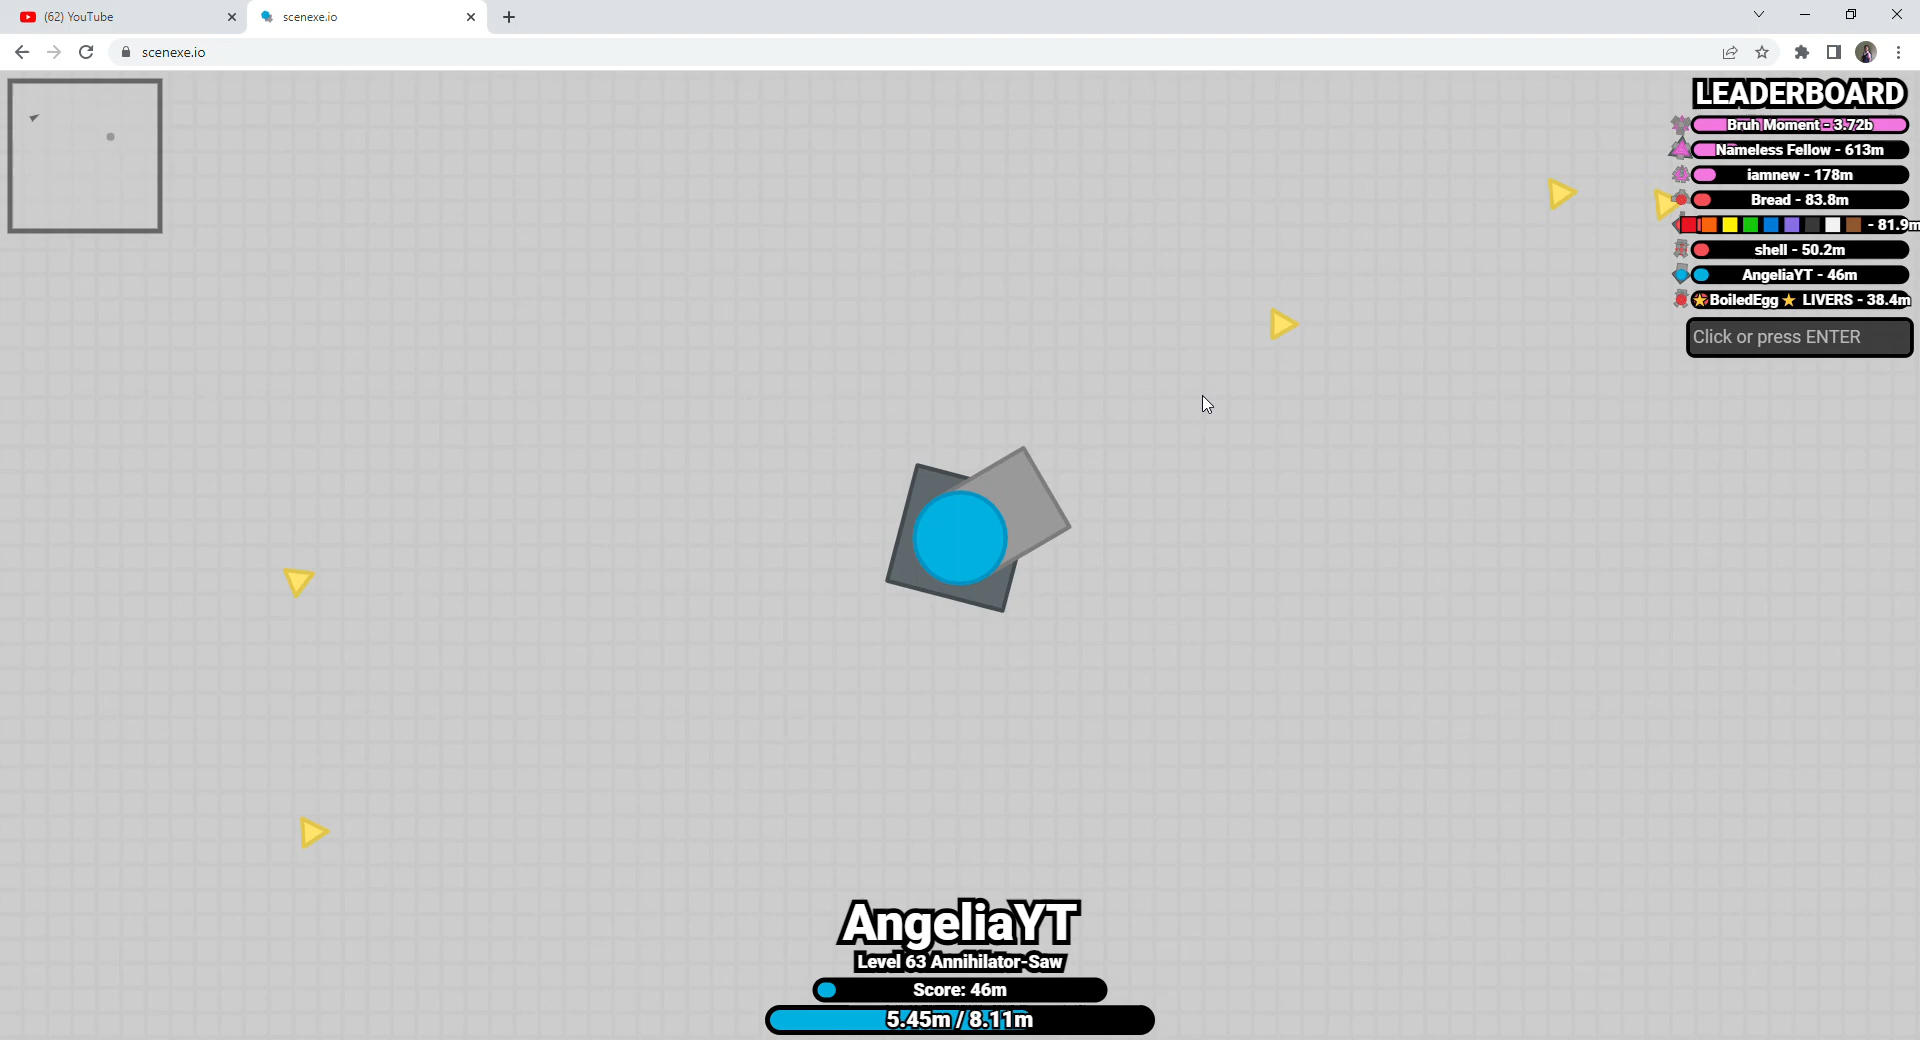 (62) YouTube
scenexe.io
scenexe.io
LEADERBOARD
Bruh Moment - 3.72b
Nameless Fellow - 613m
iamnew - 178m
Bread - 83.8m
- 81.9m
shell - 50.2m
AngeliaYT - 46m
⭐BoiledEgg⭐ LIVERS - 38.4m
Click or press ENTER
AngeliaYT
Level 63 Annihilator-Saw
Score: 46m
5.45m / 8.11m